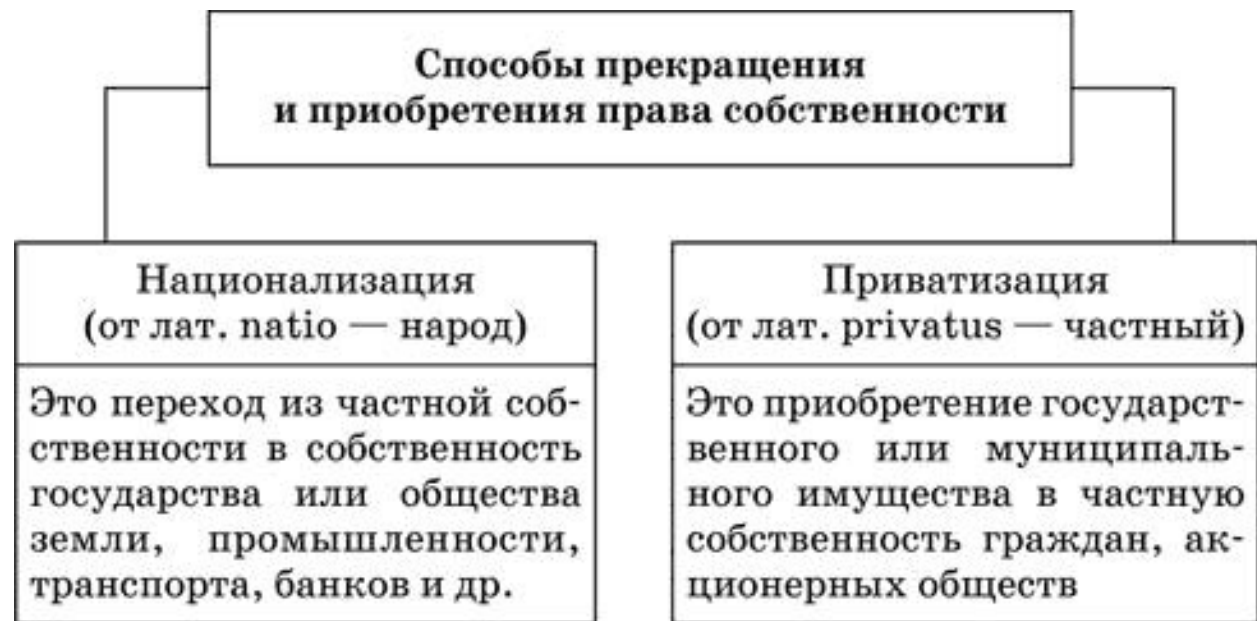 Способы прекращения
и приобретения права собственности
Национализация
(от лат. natio — народ)
Это переход из частной соб-
ственности в собственность
государства или общества
земли, промышленности,
транспорта, банков и др.
Приватизация
(от лат. privatus — частный)
Это приобретение государст-
венного или муниципаль-
ного имущества в частную
собственность граждан, ак-
ционерных обществ